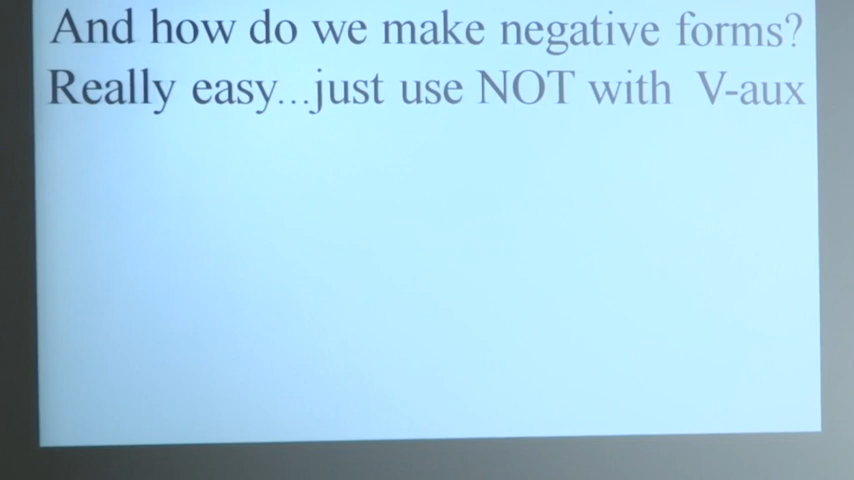 And how do we make negative forms?
Really easy...just use NOT with V-aux